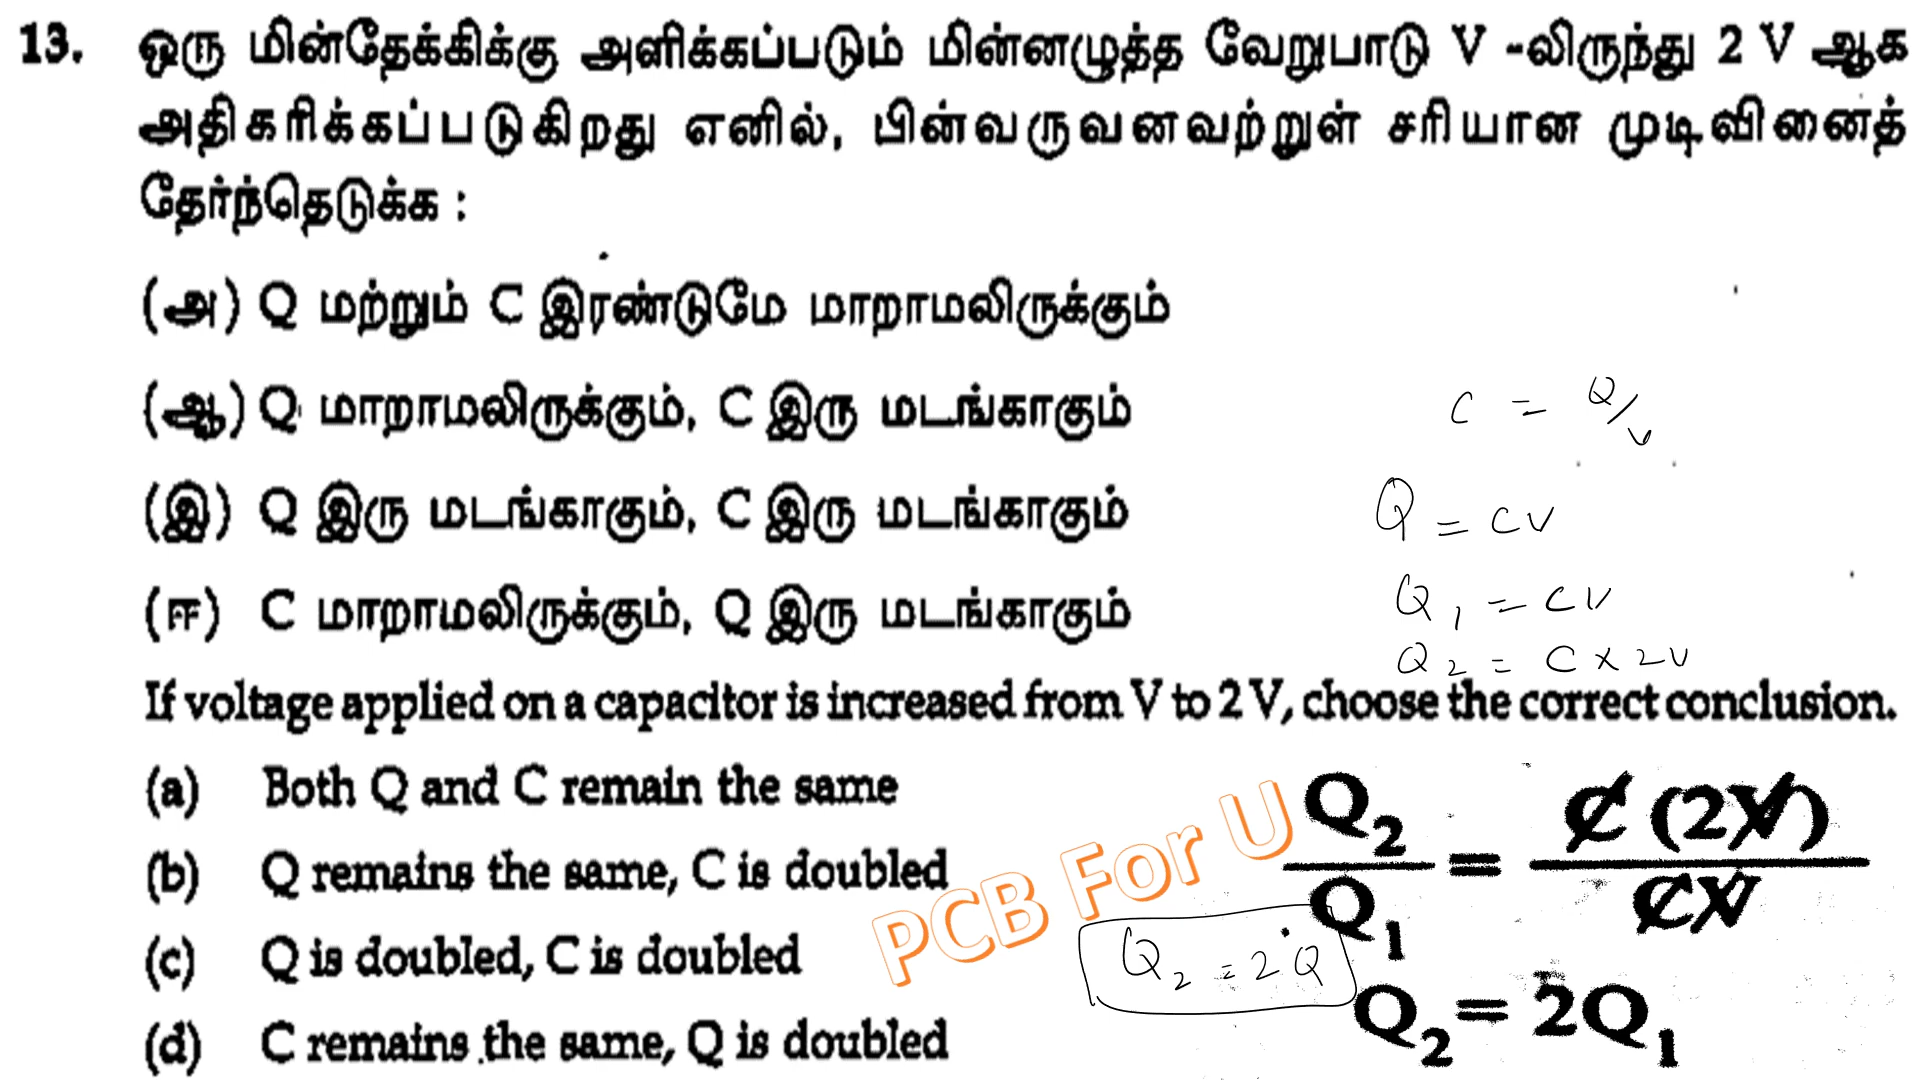 13. ஒரு மின்தேக்கிக்கு அளிக்கப்படும் மின்னழுத்த வேறுபாடு V -லிருந்து 2 V ஆக
அதிகரிக்கப்படுகிறது எனில், பின்வருவனவற்றுள் சரியான முடிவினைத்
தேர்ந்தெடுக்க :
(அ) Q மற்றும் C இரண்டுமே மாறாமலிருக்கும்
(ஆ) Q மாறாமலிருக்கும், C இரு மடங்காகும்
(இ) Q இரு மடங்காகும், C இரு மடங்காகும்
(ஈ) C மாறாமலிருக்கும், Q இரு மடங்காகும்
C = Q/V
Q = CV
Q1 = CV
Q2 = C X 2V
If voltage applied on a capacitor is increased from V to 2 V, choose the correct conclusion.
(a) Both Q and C remain the same
(b) Q remains the same, C is doubled
(c) Q is doubled, C is doubled
(d) C remains the same, Q is doubled
PCB For U
Q2/Q1 = C (2V)/CV
Q2 = 2Q
Q2 = 2Q1